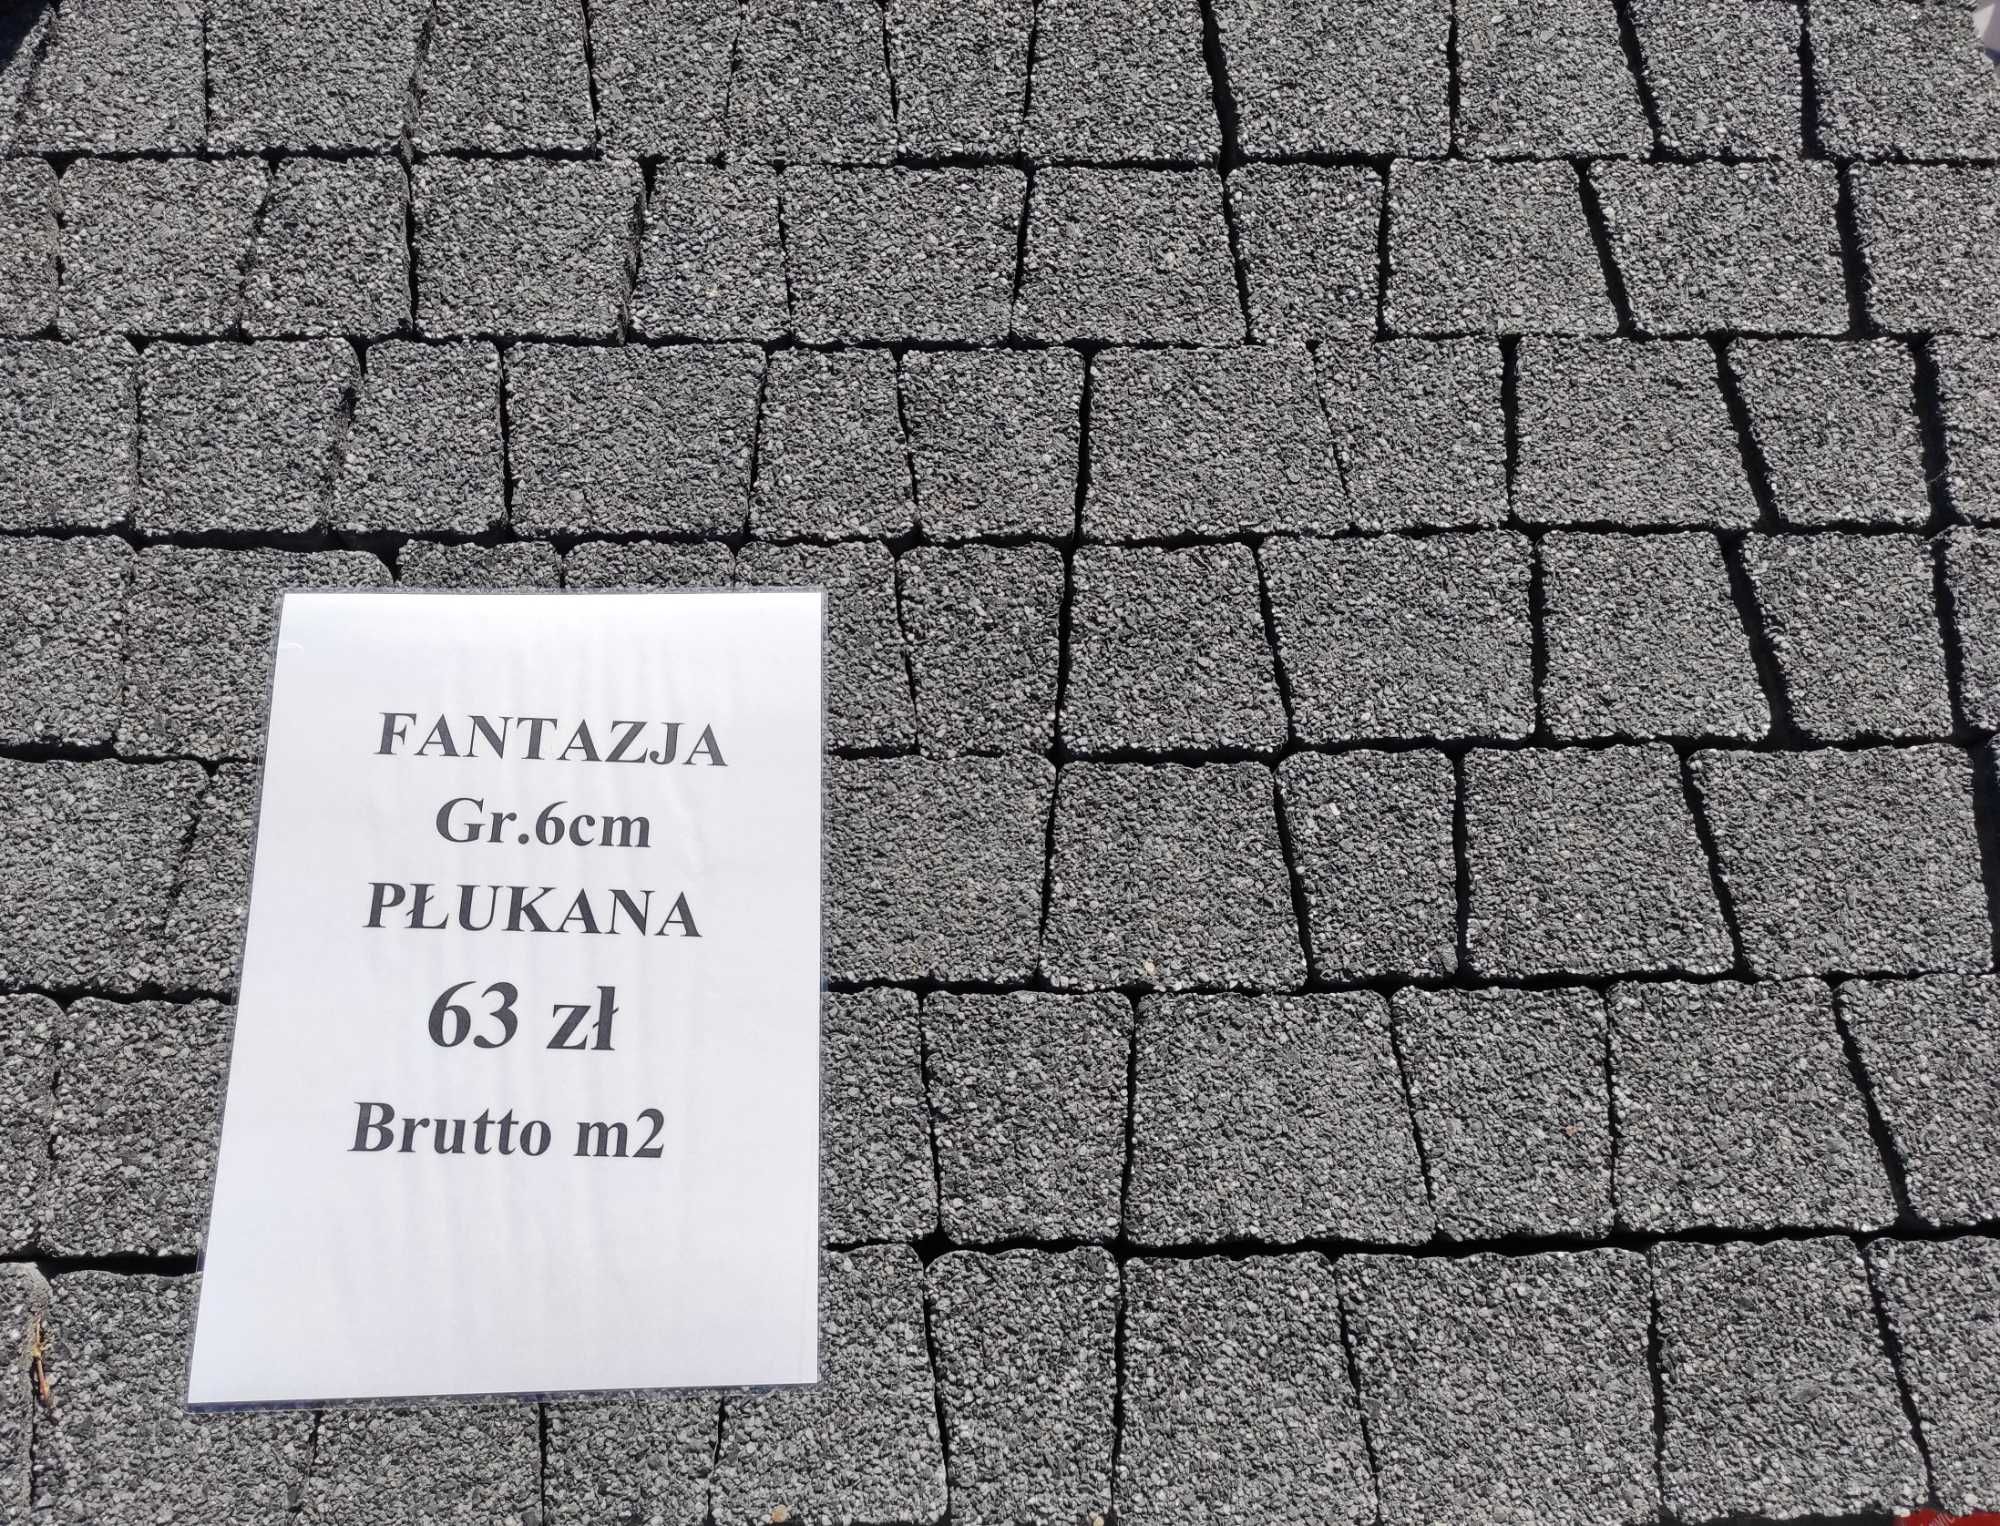 FANTAZJA
Gr.6cm
PŁUKANA
63 zł
Brutto m2